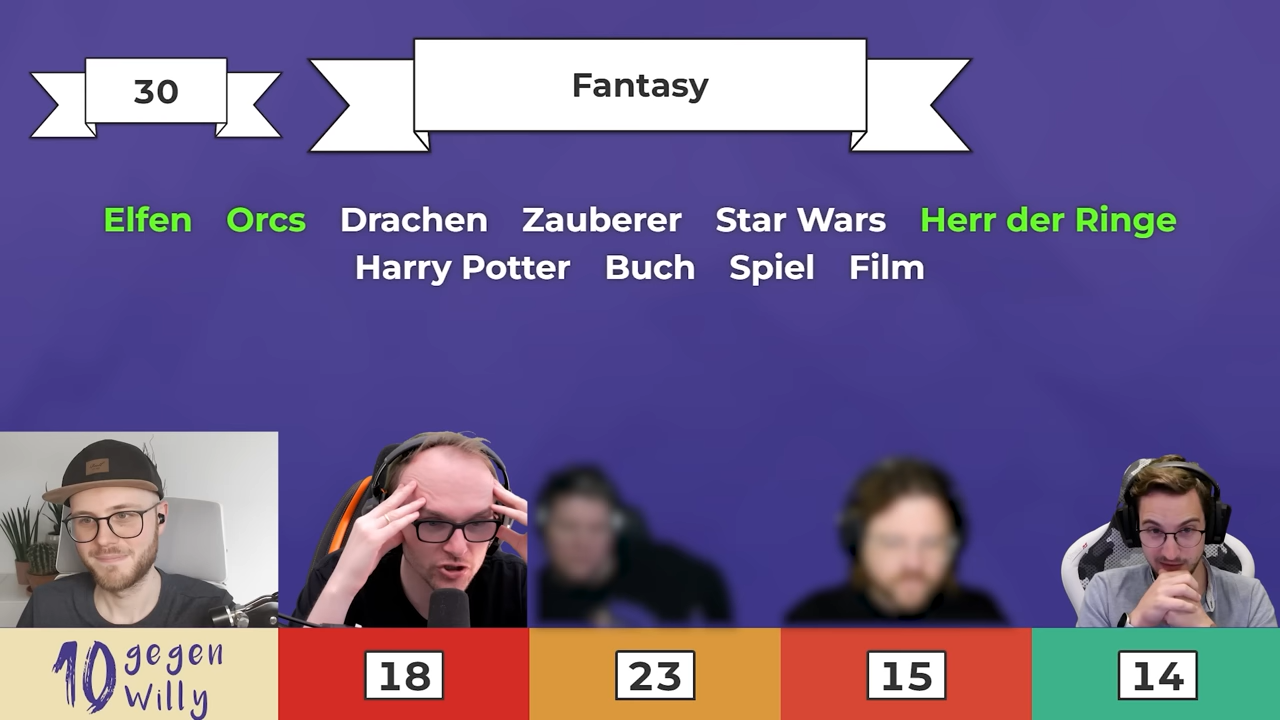 30
Fantasy
Elfen Orcs Drachen Zauberer Star Wars Herr der Ringe
Harry Potter Buch Spiel Film
10 gegen
Willy
18
23
15
14